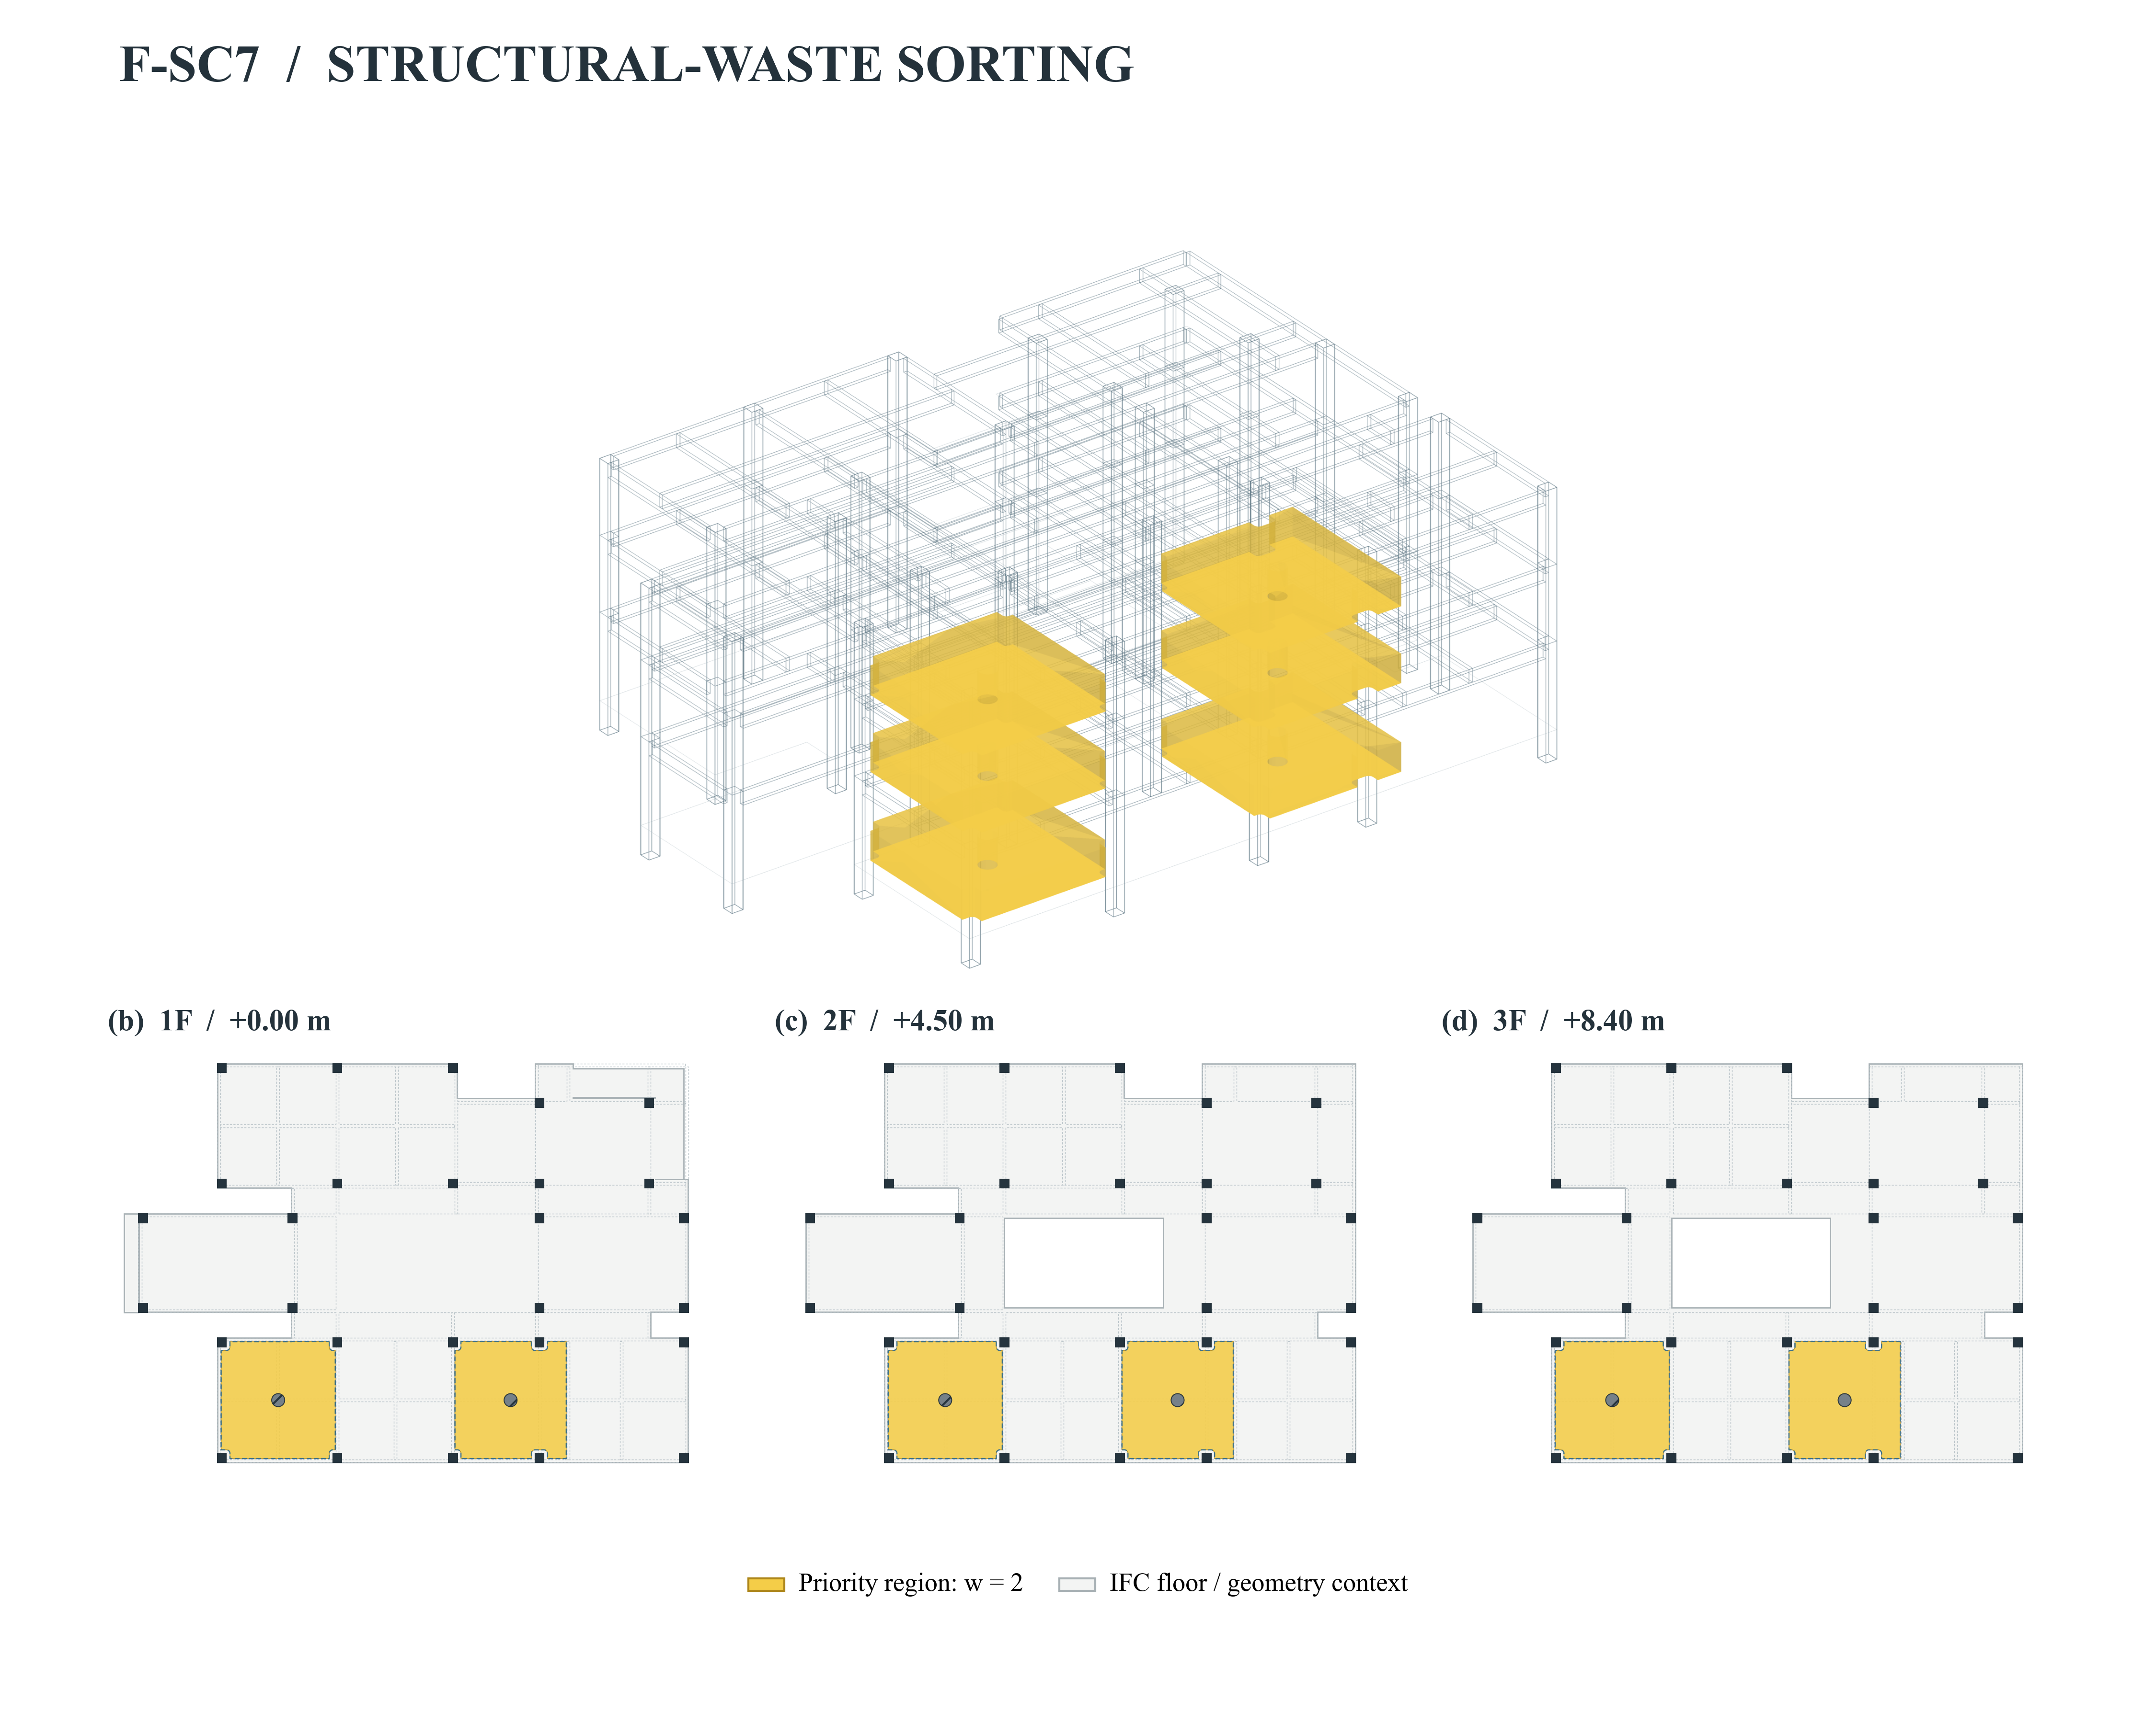 F-SC7 / STRUCTURAL-WASTE SORTING
(b) 1F / +0.00 m
(c) 2F / +4.50 m
(d) 3F / +8.40 m
Priority region: w = 2
IFC floor / geometry context